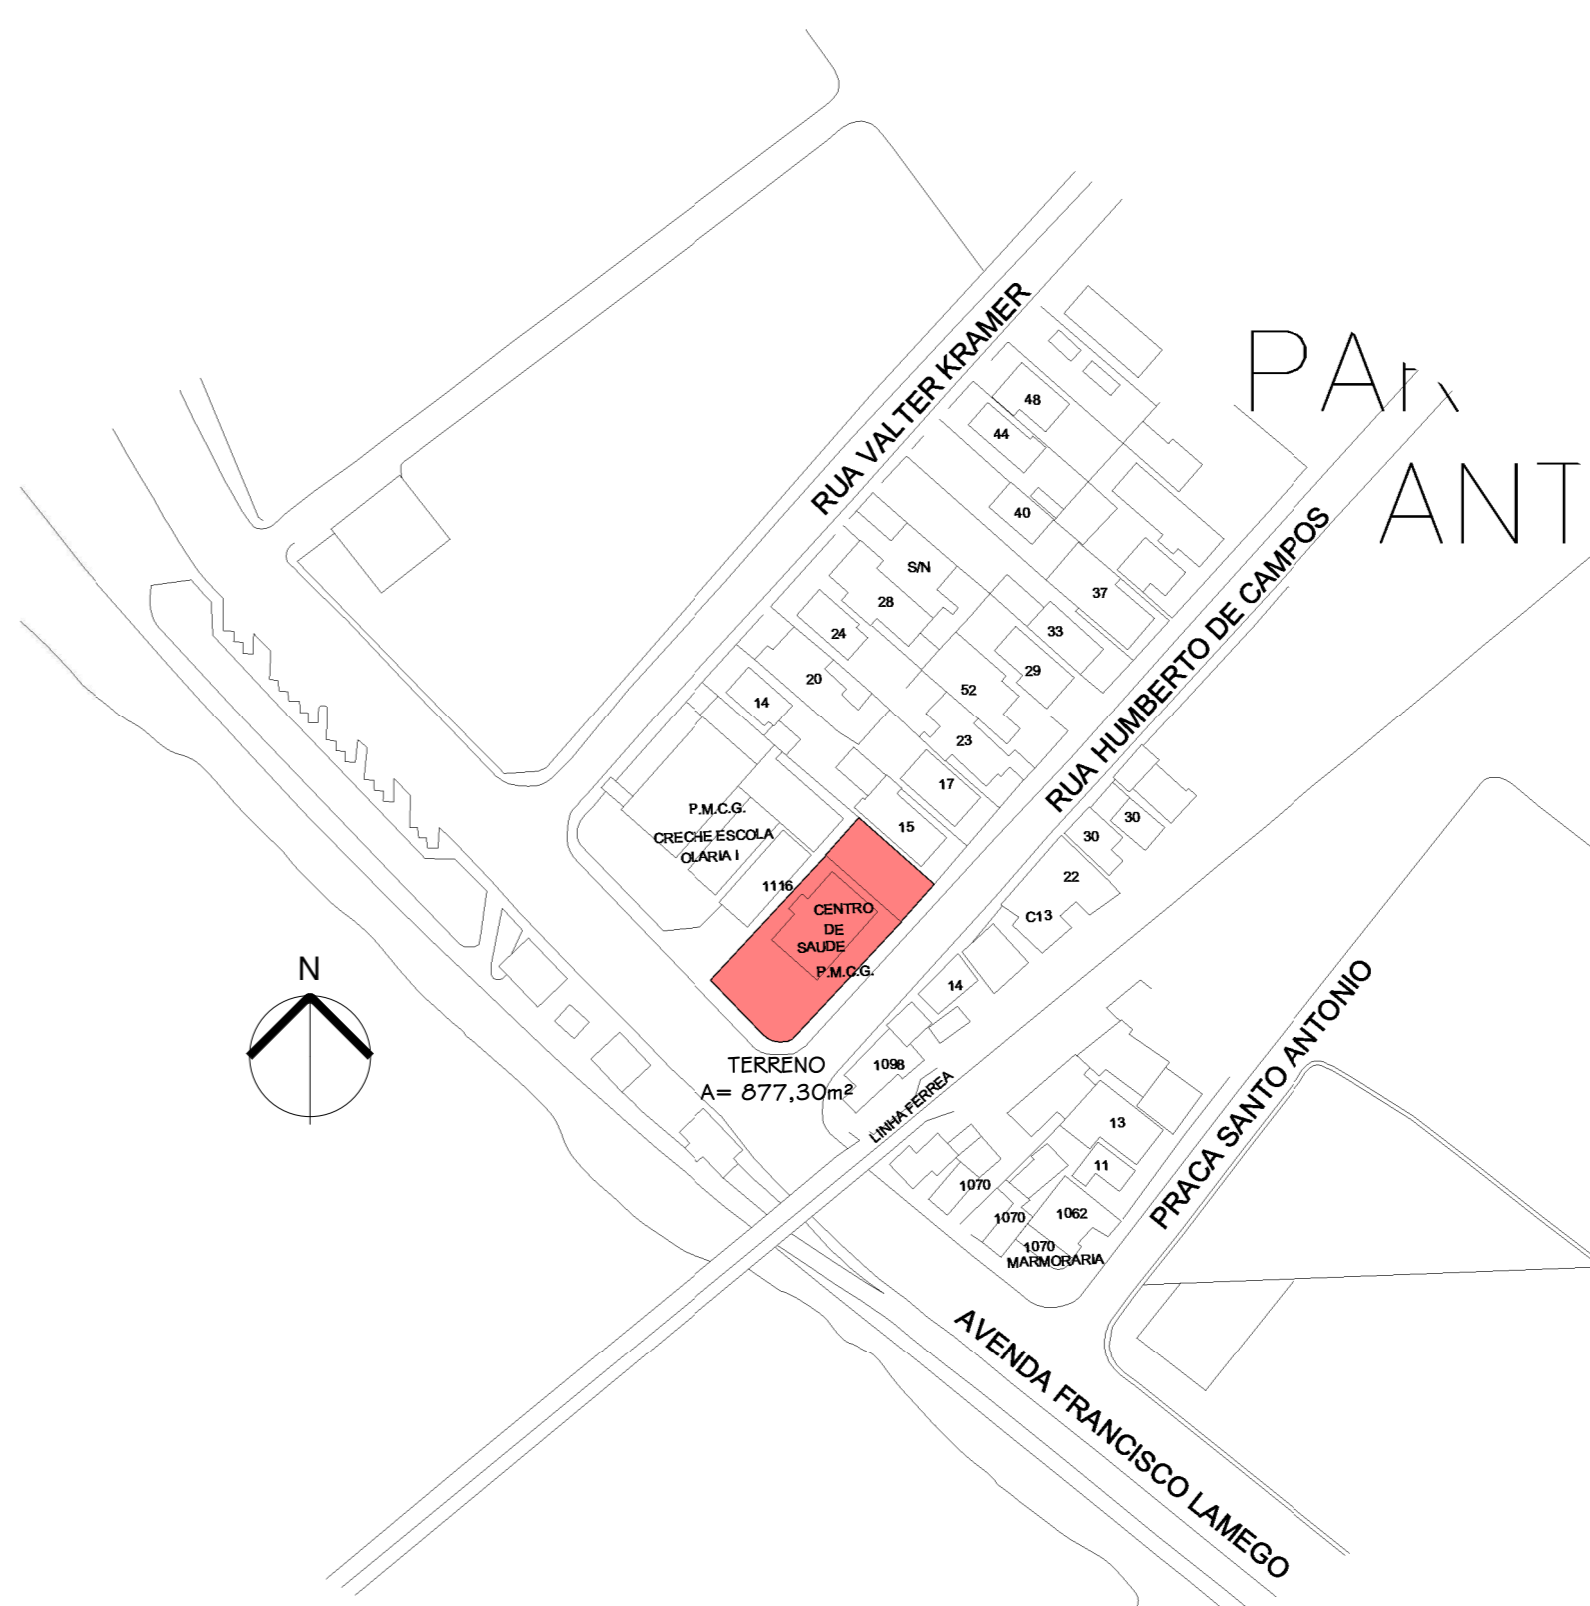 RUA VALTER KRAMER
PA
ANT
48
44
40
S/N
28
24
20
14
37
33
29
52
23
17
15
RUA HUMBERTO DE CAMPOS
P.M.C.G.
CRECHE ESCOLA
OLARIA I
1116
CENTRO
DE
SAUDE
P.M.C.G.
30
30
22
C13
14
1098
N
TERRENO
A= 877,30m²
LINHA FERREA
PRACA SANTO ANTONIO
13
11
1070
1070
1062
1070
MARMORARIA
AVENDA FRANCISCO LAMEGO